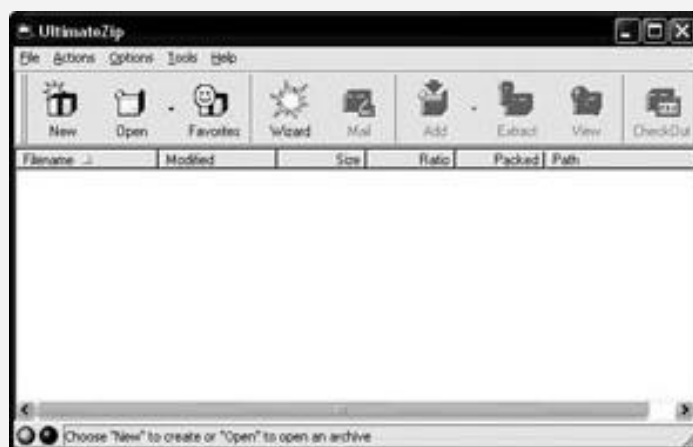 UltimateZip
File Actions Options Tools Help
New Open Favorites Wizard Mail Add Extract View CheckOut
Filename Modified Size Ratio Packed Path
Choose "New" to create or "Open" to open an archive